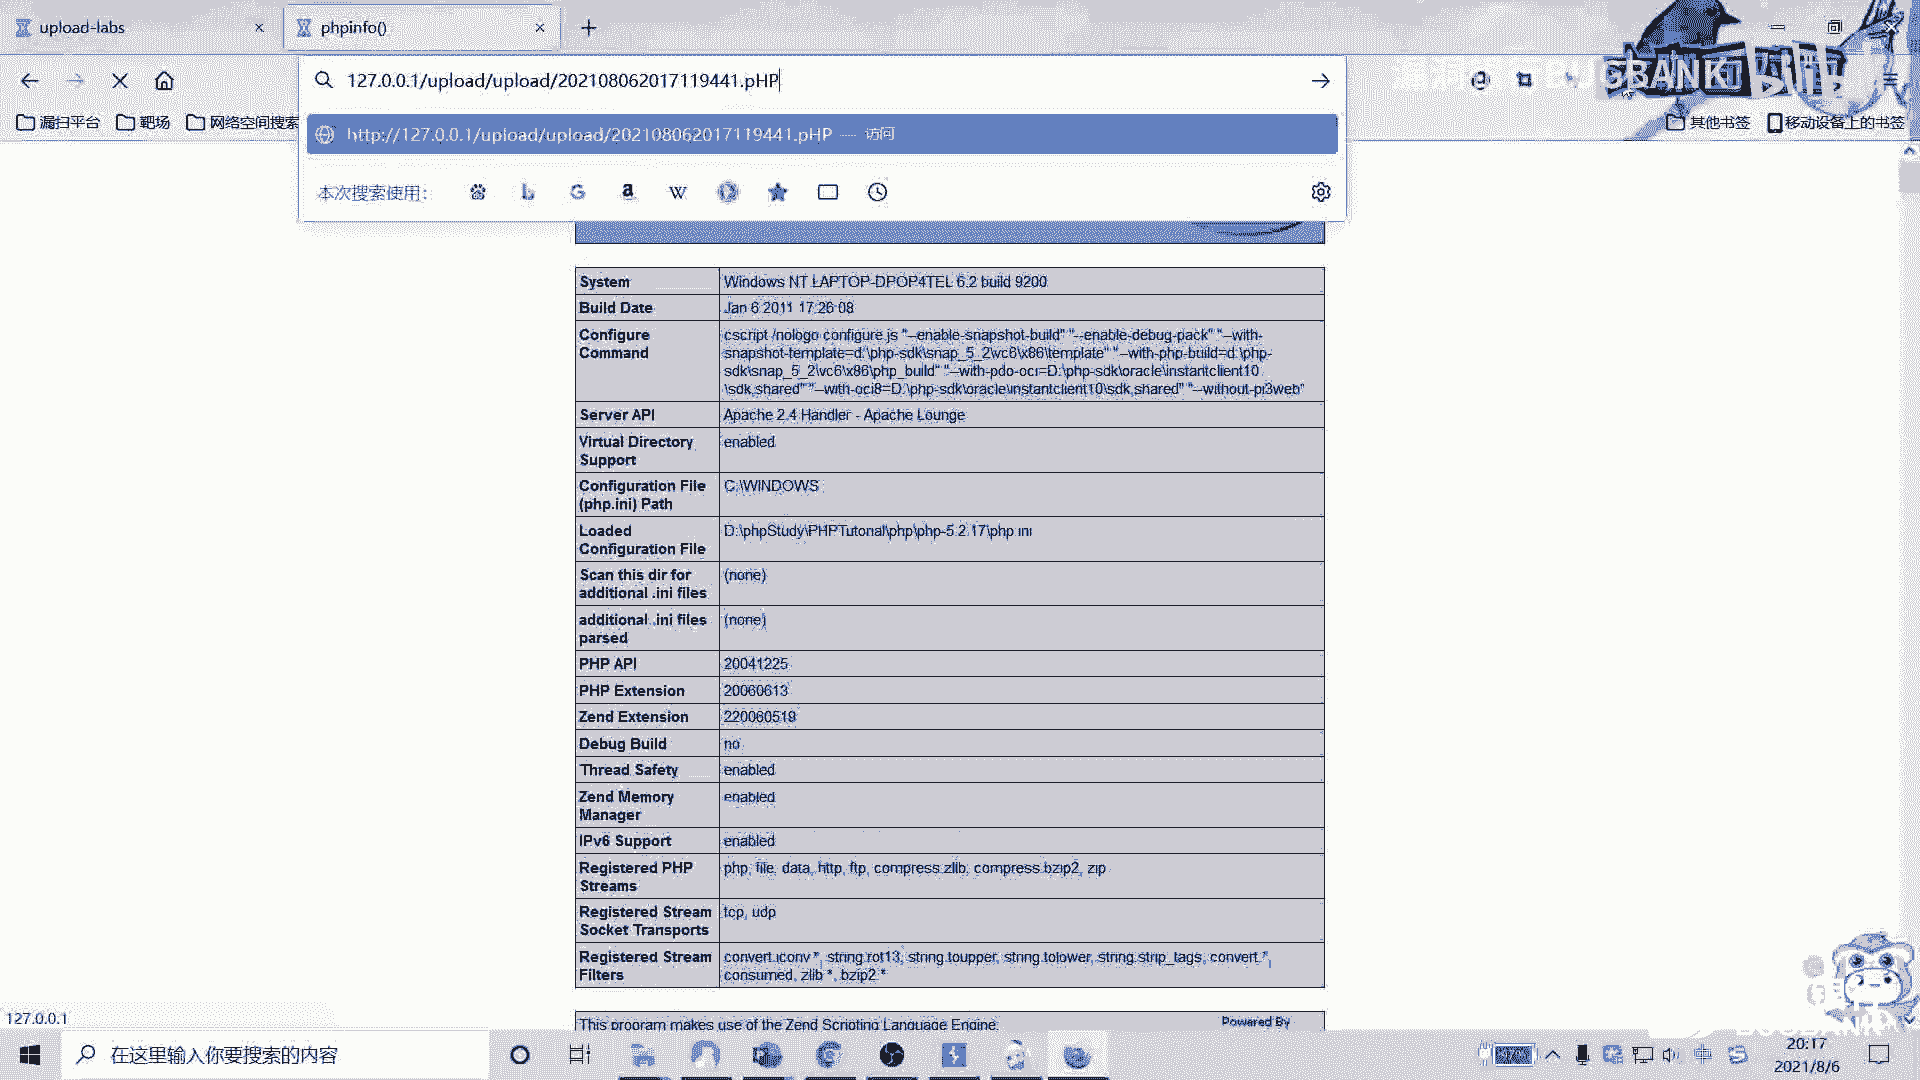 upload-labs
phpinfo()
BUGBANK
bilibili
127.0.0.1/upload/upload/202108062017119441.pHP
漏扫平台
靶场
网络空间搜索
其他书签
移动设备上的书签
http://127.0.0.1/upload/upload/202108062017119441.pHP — 访问
本次搜索使用:
System Windows NT LAPTOP-DPOP4TEL 6.2 build 9200
Build Date Jan 6 2011 17:26:08
Configure Command cscript /nologo configure.js "--enable-snapshot-build" "--enable-debug-pack" "--with-
snapshot-template=d:\php-sdk\snap_5_2\vc6\x86\template" "--with-php-build=d:\php-
sdk\snap_5_2\vc6\x86\php_build" "--with-pdo-oci=D:\php-sdk\oracle\instantclient10
\sdk,shared" "--with-oci8=D:\php-sdk\oracle\instantclient10\sdk,shared" "--without-pi3web"
Server API Apache 2.4 Handler - Apache Lounge
Virtual Directory Support enabled
Configuration File (php.ini) Path C:\WINDOWS
Loaded Configuration File D:\phpStudy\PHPTutorial\php\php-5.2.17\php.ini
Scan this dir for additional .ini files (none)
additional .ini files parsed (none)
PHP API 20041225
PHP Extension 20060613
Zend Extension 220060519
Debug Build no
Thread Safety enabled
Zend Memory Manager enabled
IPv6 Support enabled
Registered PHP Streams php, file, data, http, ftp, compress.zlib, compress.bzip2, zip
Registered Stream Socket Transports tcp, udp
Registered Stream Filters convert.iconv.*, string.rot13, string.toupper, string.tolower, string.strip_tags, convert.*,
consumed, zlib.*, bzip2.*
This program makes use of the Zend Scripting Language Engine:
Powered By
127.0.0.1
在这里输入你要搜索的内容
中
20:17
2021/8/6